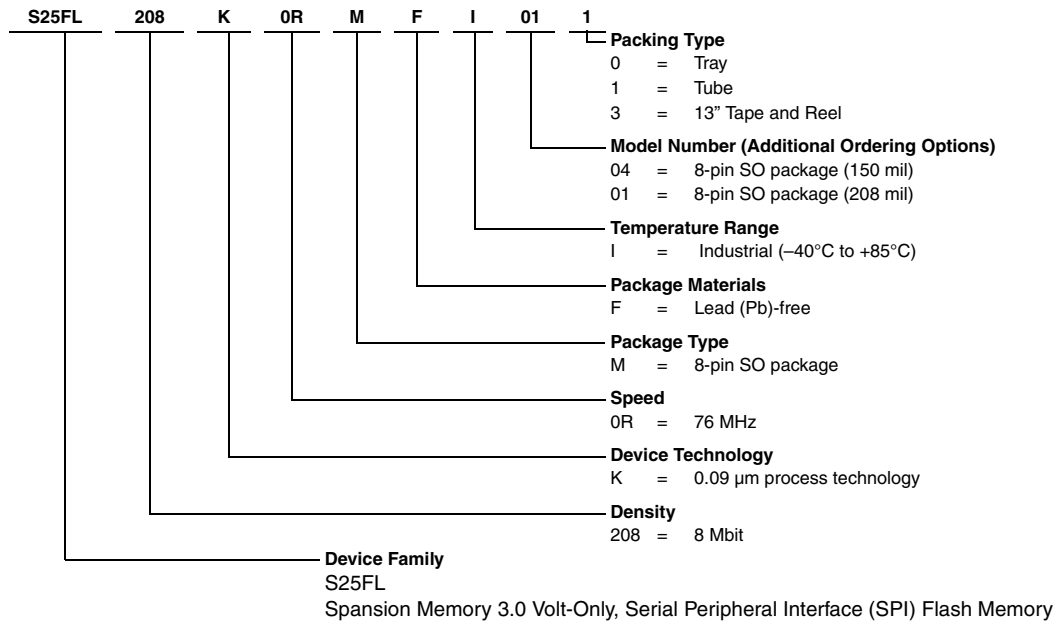 S25FL 208 K 0R M F I 01 1
Packing Type
0 = Tray
1 = Tube
3 = 13” Tape and Reel
Model Number (Additional Ordering Options)
04 = 8-pin SO package (150 mil)
01 = 8-pin SO package (208 mil)
Temperature Range
I = Industrial (–40°C to +85°C)
Package Materials
F = Lead (Pb)-free
Package Type
M = 8-pin SO package
Speed
0R = 76 MHz
Device Technology
K = 0.09 µm process technology
Density
208 = 8 Mbit
Device Family
S25FL
Spansion Memory 3.0 Volt-Only, Serial Peripheral Interface (SPI) Flash Memory